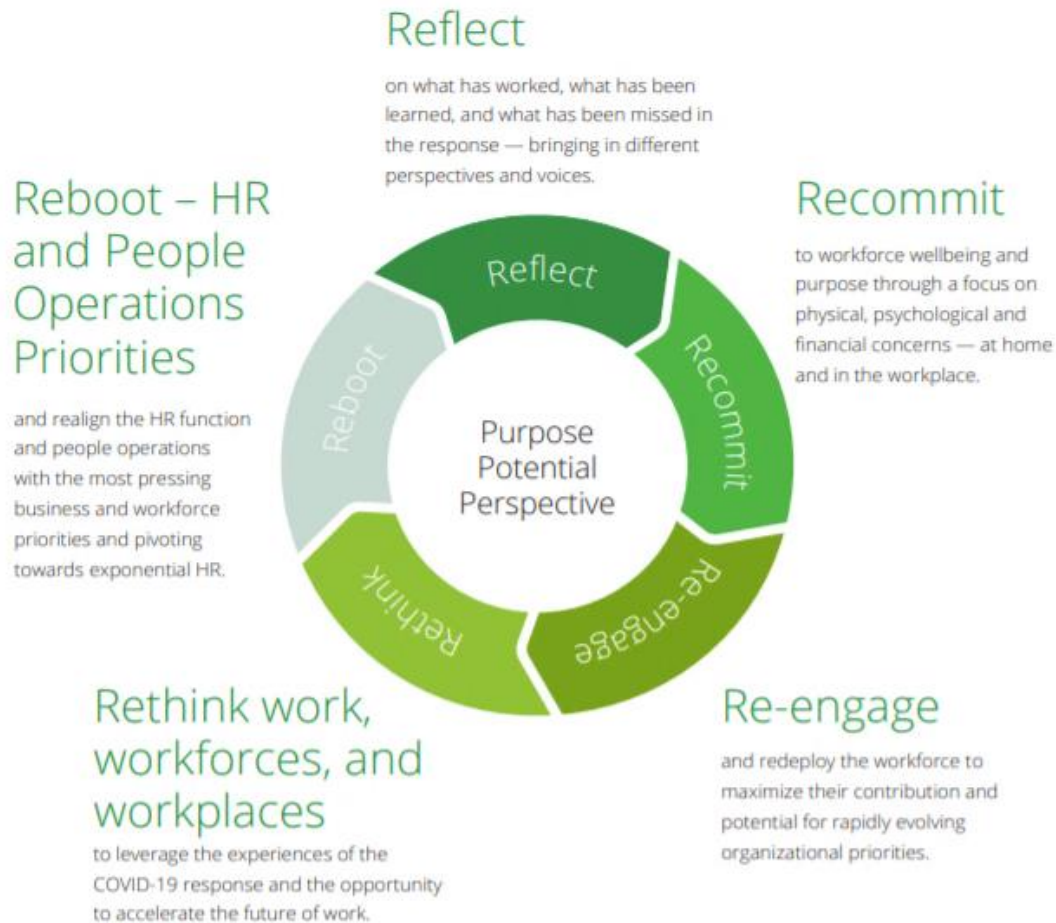 Reflect
on what has worked, what has been
learned, and what has been missed in
the response — bringing in different
perspectives and voices.
Recommit
to workforce wellbeing and
purpose through a focus on
physical, psychological and
financial concerns — at home
and in the workplace.
Re-engage
and redeploy the workforce to
maximize their contribution and
potential for rapidly evolving
organizational priorities.
Rethink work,
workforces, and
workplaces
to leverage the experiences of the
COVID-19 response and the opportunity
to accelerate the future of work.
Reboot – HR
and People
Operations
Priorities
and realign the HR function
and people operations
with the most pressing
business and workforce
priorities and pivoting
towards exponential HR.
Reflect
Recommit
Re-engage
Rethink
Reboot
Purpose
Potential
Perspective